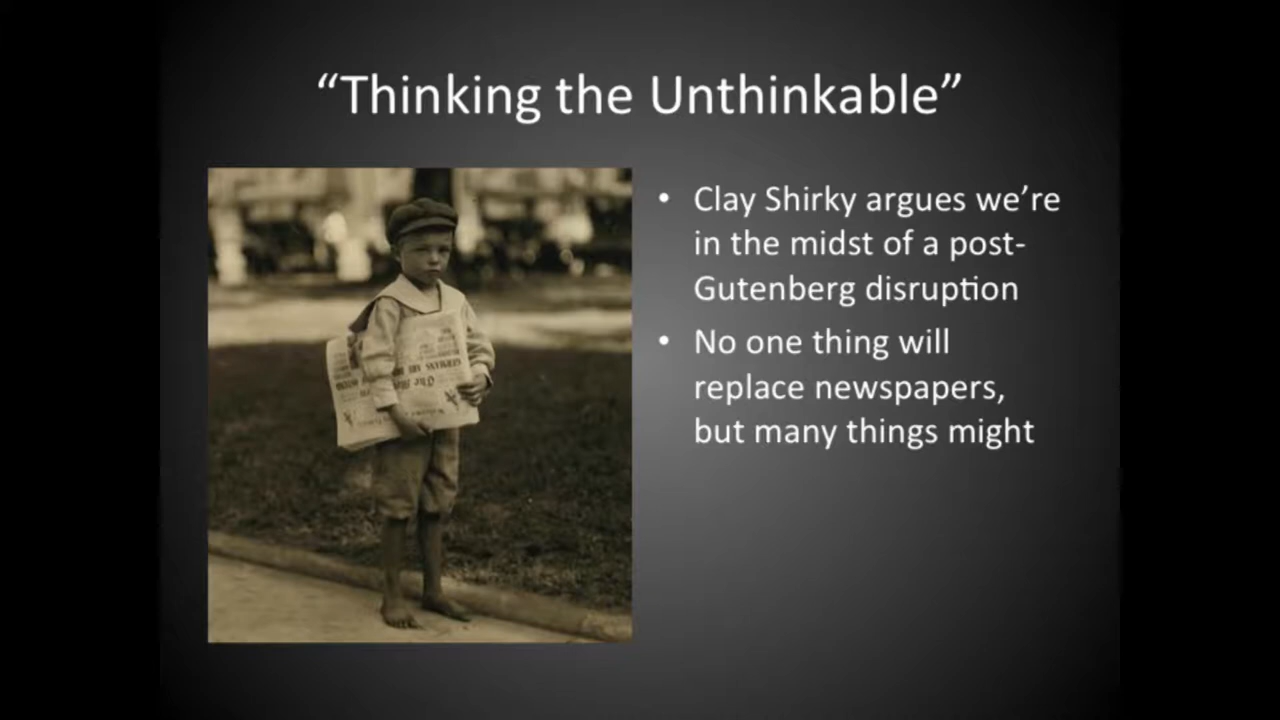 “Thinking the Unthinkable”
• Clay Shirky argues we’re
in the midst of a post-
Gutenberg disruption
• No one thing will
replace newspapers,
but many things might